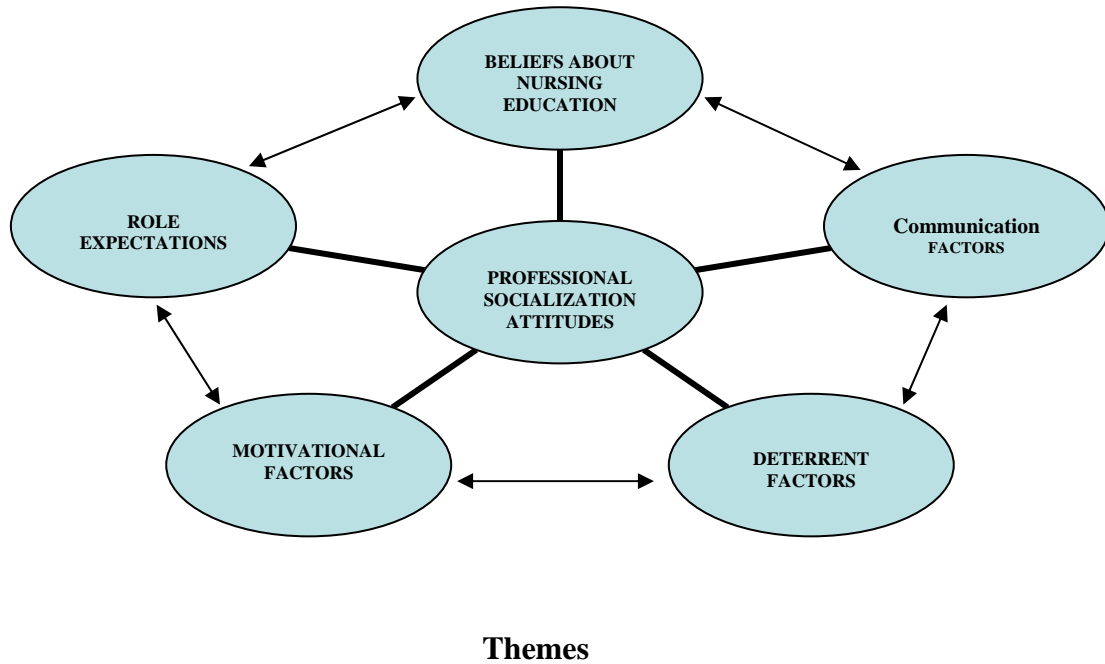 BELIEFS ABOUT
NURSING
EDUCATION
ROLE
EXPECTATIONS
Communication
FACTORS
PROFESSIONAL
SOCIALIZATION
ATTITUDES
MOTIVATIONAL
FACTORS
DETERRENT
FACTORS
Themes